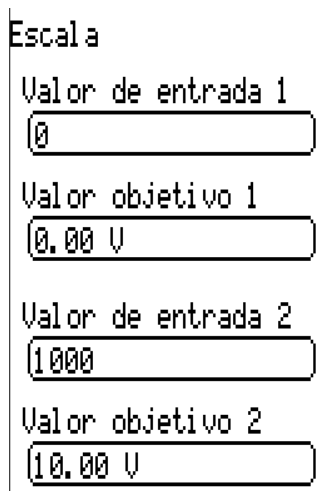 Escala
Valor de entrada 1
0
Valor objetivo 1
0.00 V
Valor de entrada 2
1000
Valor objetivo 2
10.00 V